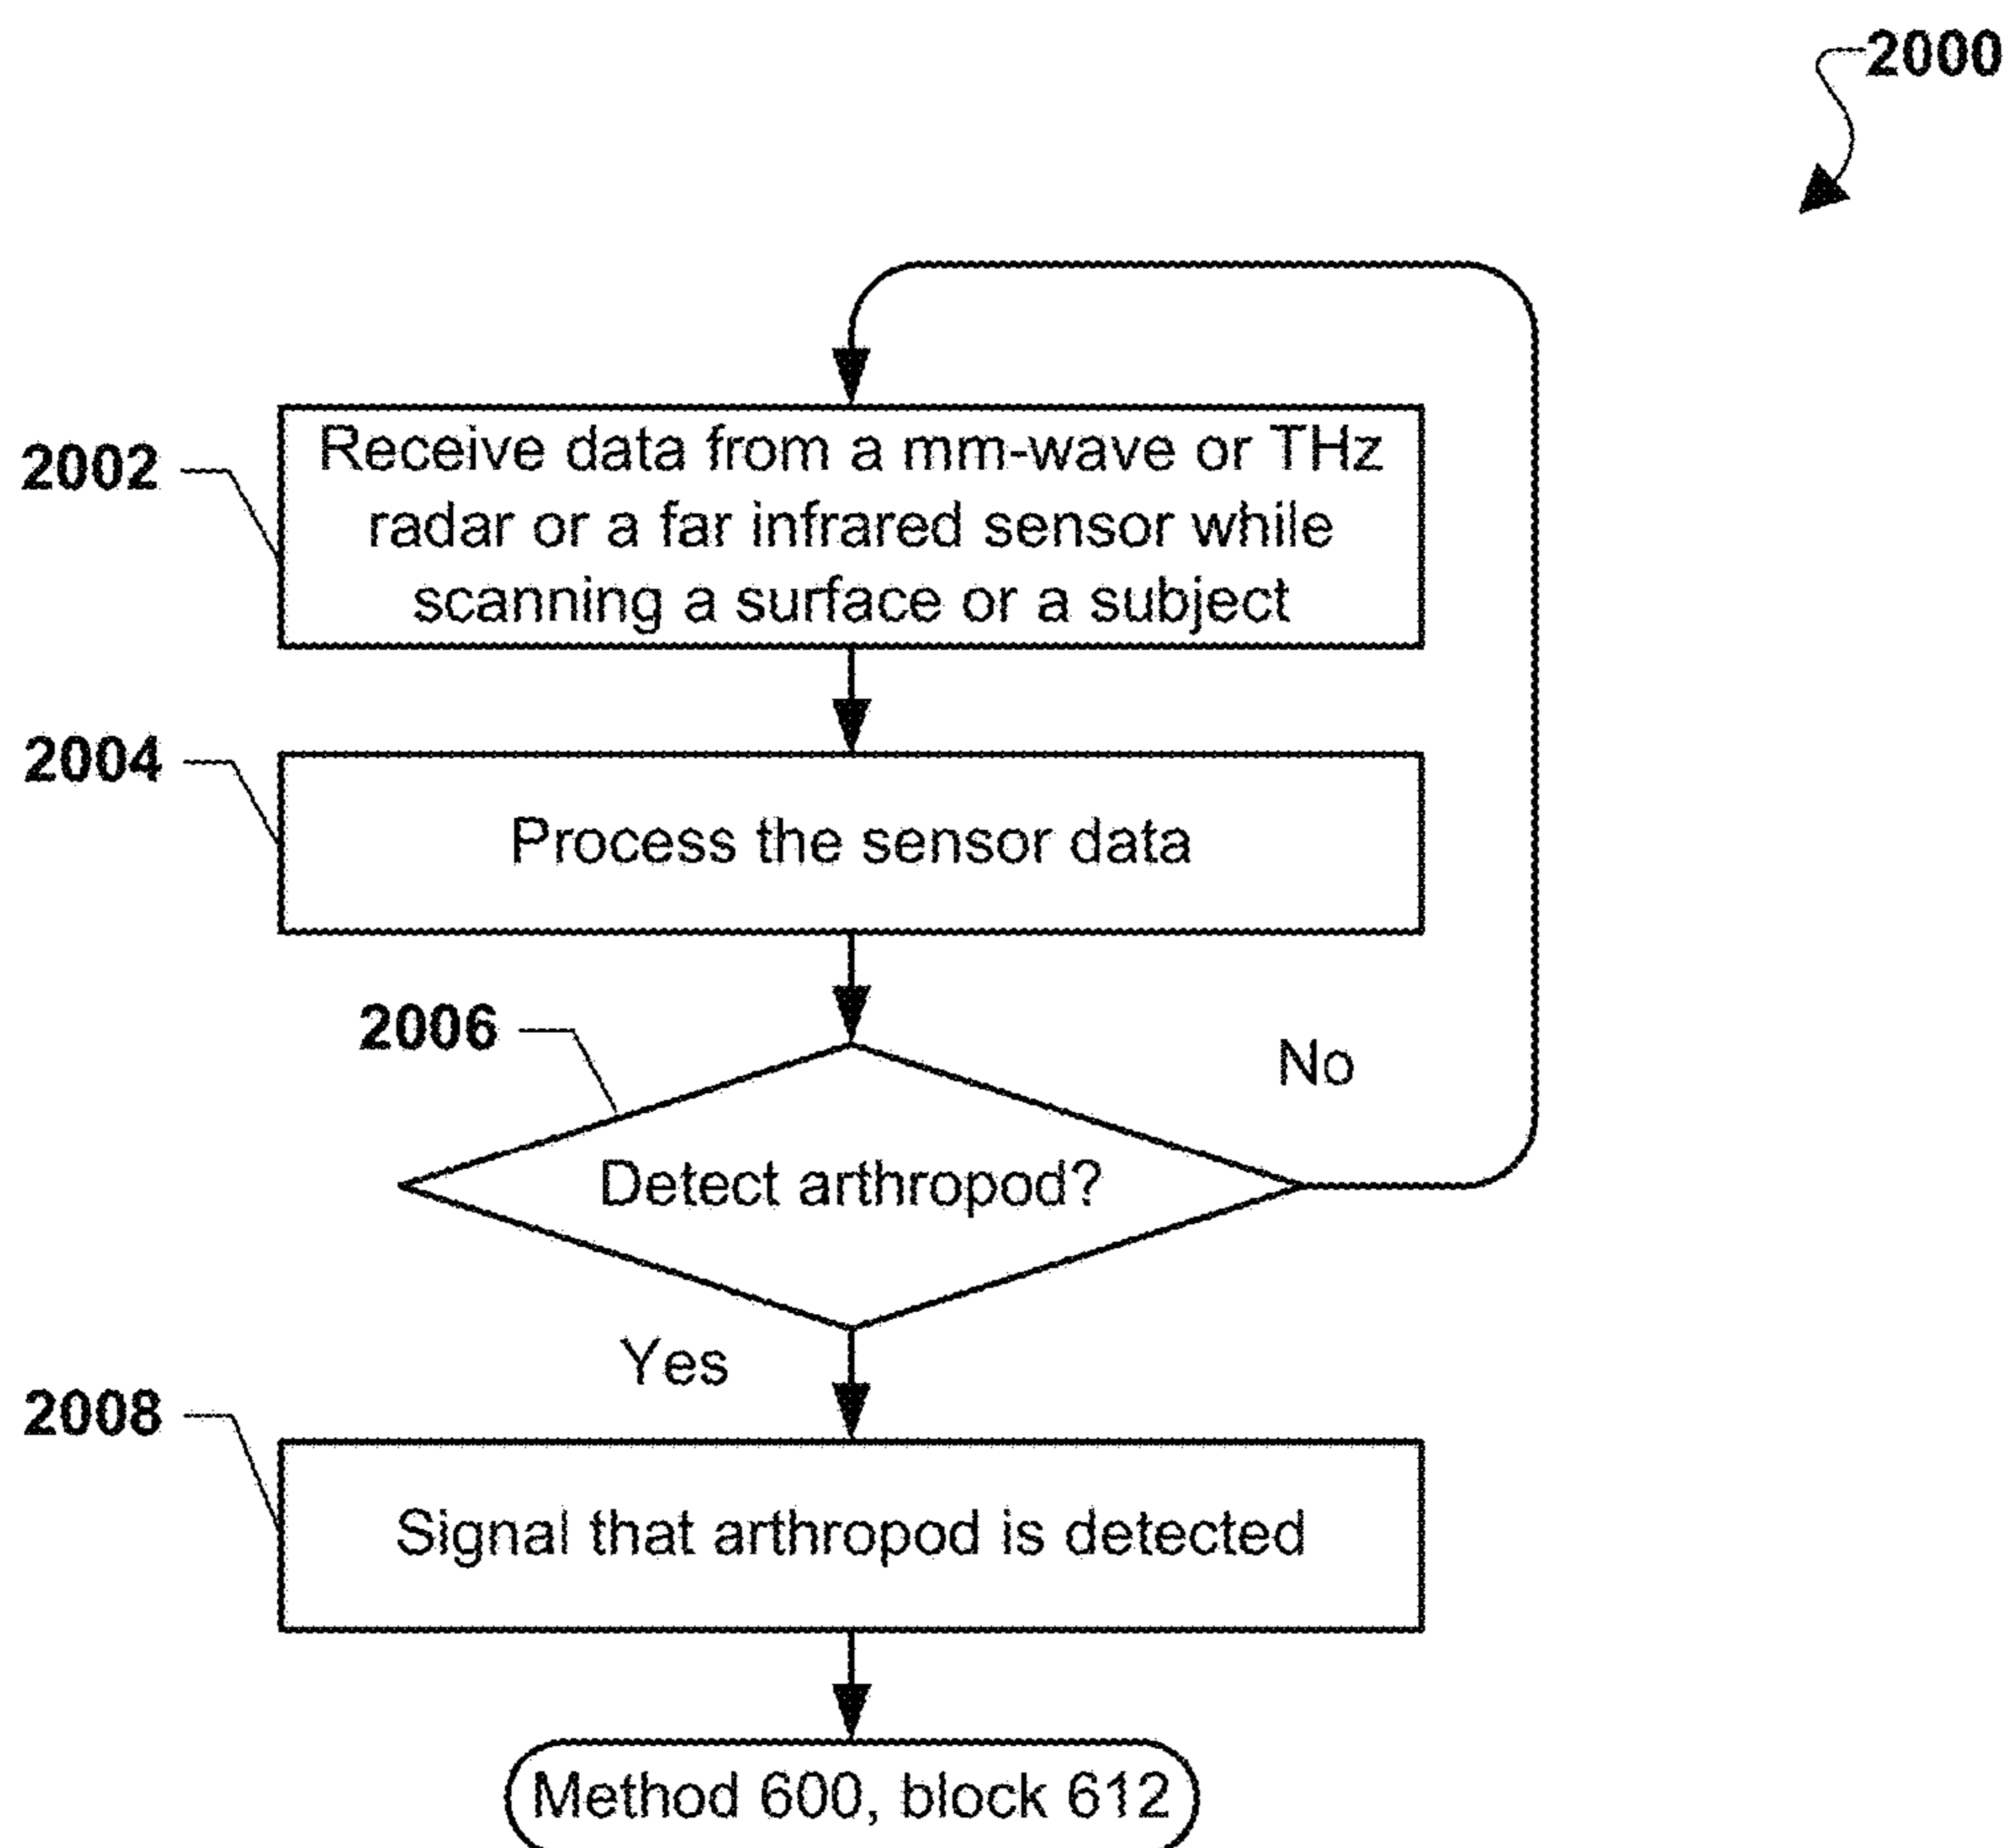 2000
2002
Receive data from a mm-wave or THz
radar or a far infrared sensor while
scanning a surface or a subject
2004
Process the sensor data
2006
No
Detect arthropod?
Yes
2008
Signal that arthropod is detected
Method 600, block 612